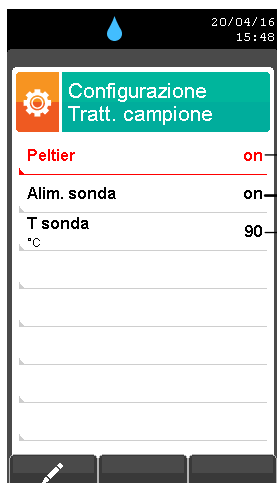 20/04/16
15:48
Configurazione
Tratt. campione
Peltier on
Alim. sonda on
T sonda 90
°C